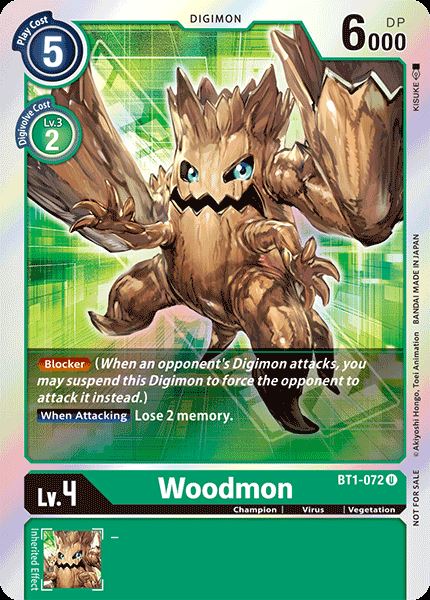 DIGIMON
Play Cost
5
DP
6000
Digivolve Cost
Lv.3
2
KISUKE
© Akiyoshi Hongo, Toei Animation BANDAI MADE IN JAPAN
Blocker (When an opponent's Digimon attacks, you
may suspend this Digimon to force the opponent to
attack it instead.)
When Attacking Lose 2 memory.
Lv.4
Woodmon
BT1-072 U
Champion | Virus | Vegetation
NOT FOR SALE
Inherited Effect
–